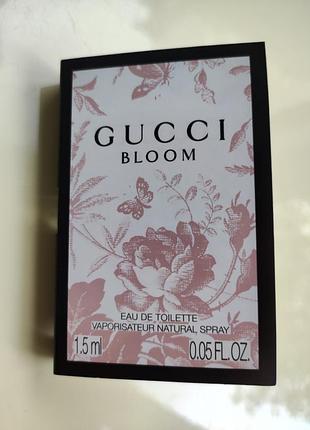 GUCCI
BLOOM
EAU DE TOILETTE
VAPORISATEUR NATURAL SPRAY
1.5 ml 0.05 FL. OZ.